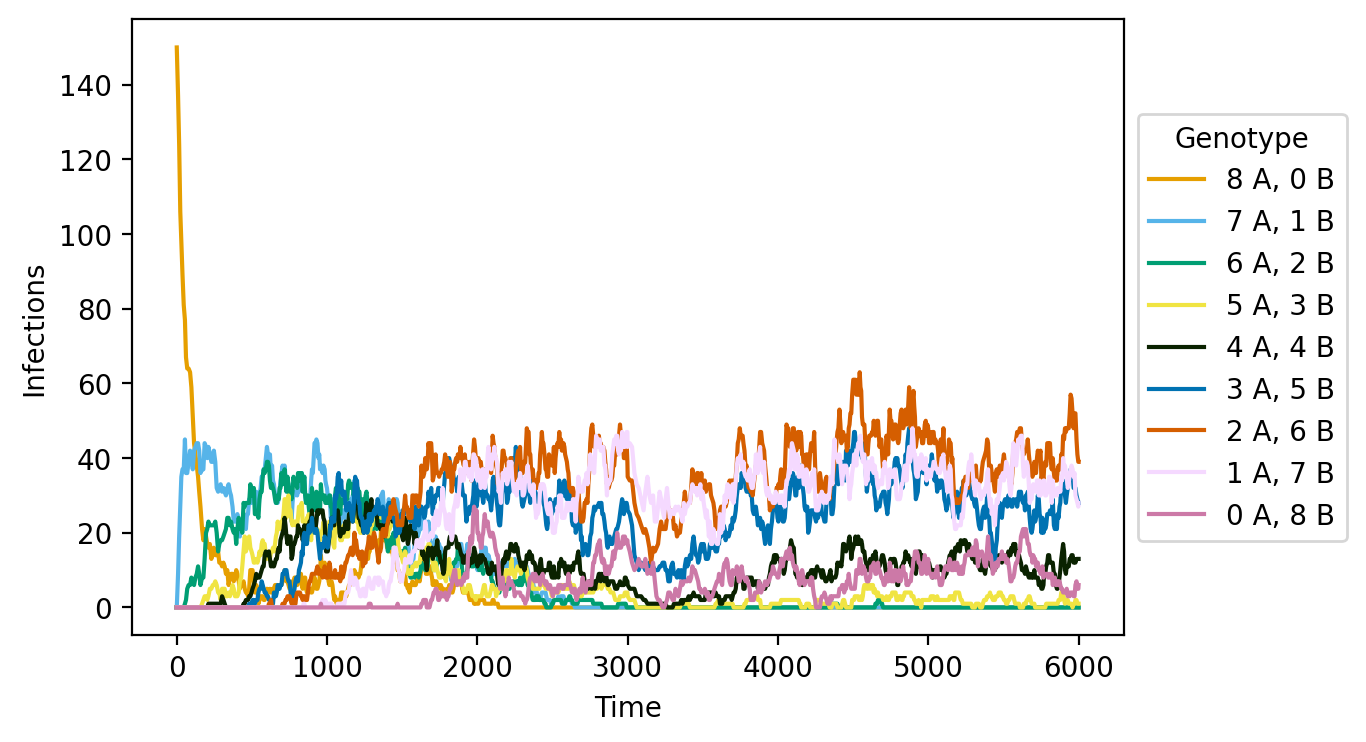 Infections
140
120
100
80
60
40
20
0
0 1000 2000 3000 4000 5000 6000
Time
Genotype
8 A, 0 B
7 A, 1 B
6 A, 2 B
5 A, 3 B
4 A, 4 B
3 A, 5 B
2 A, 6 B
1 A, 7 B
0 A, 8 B